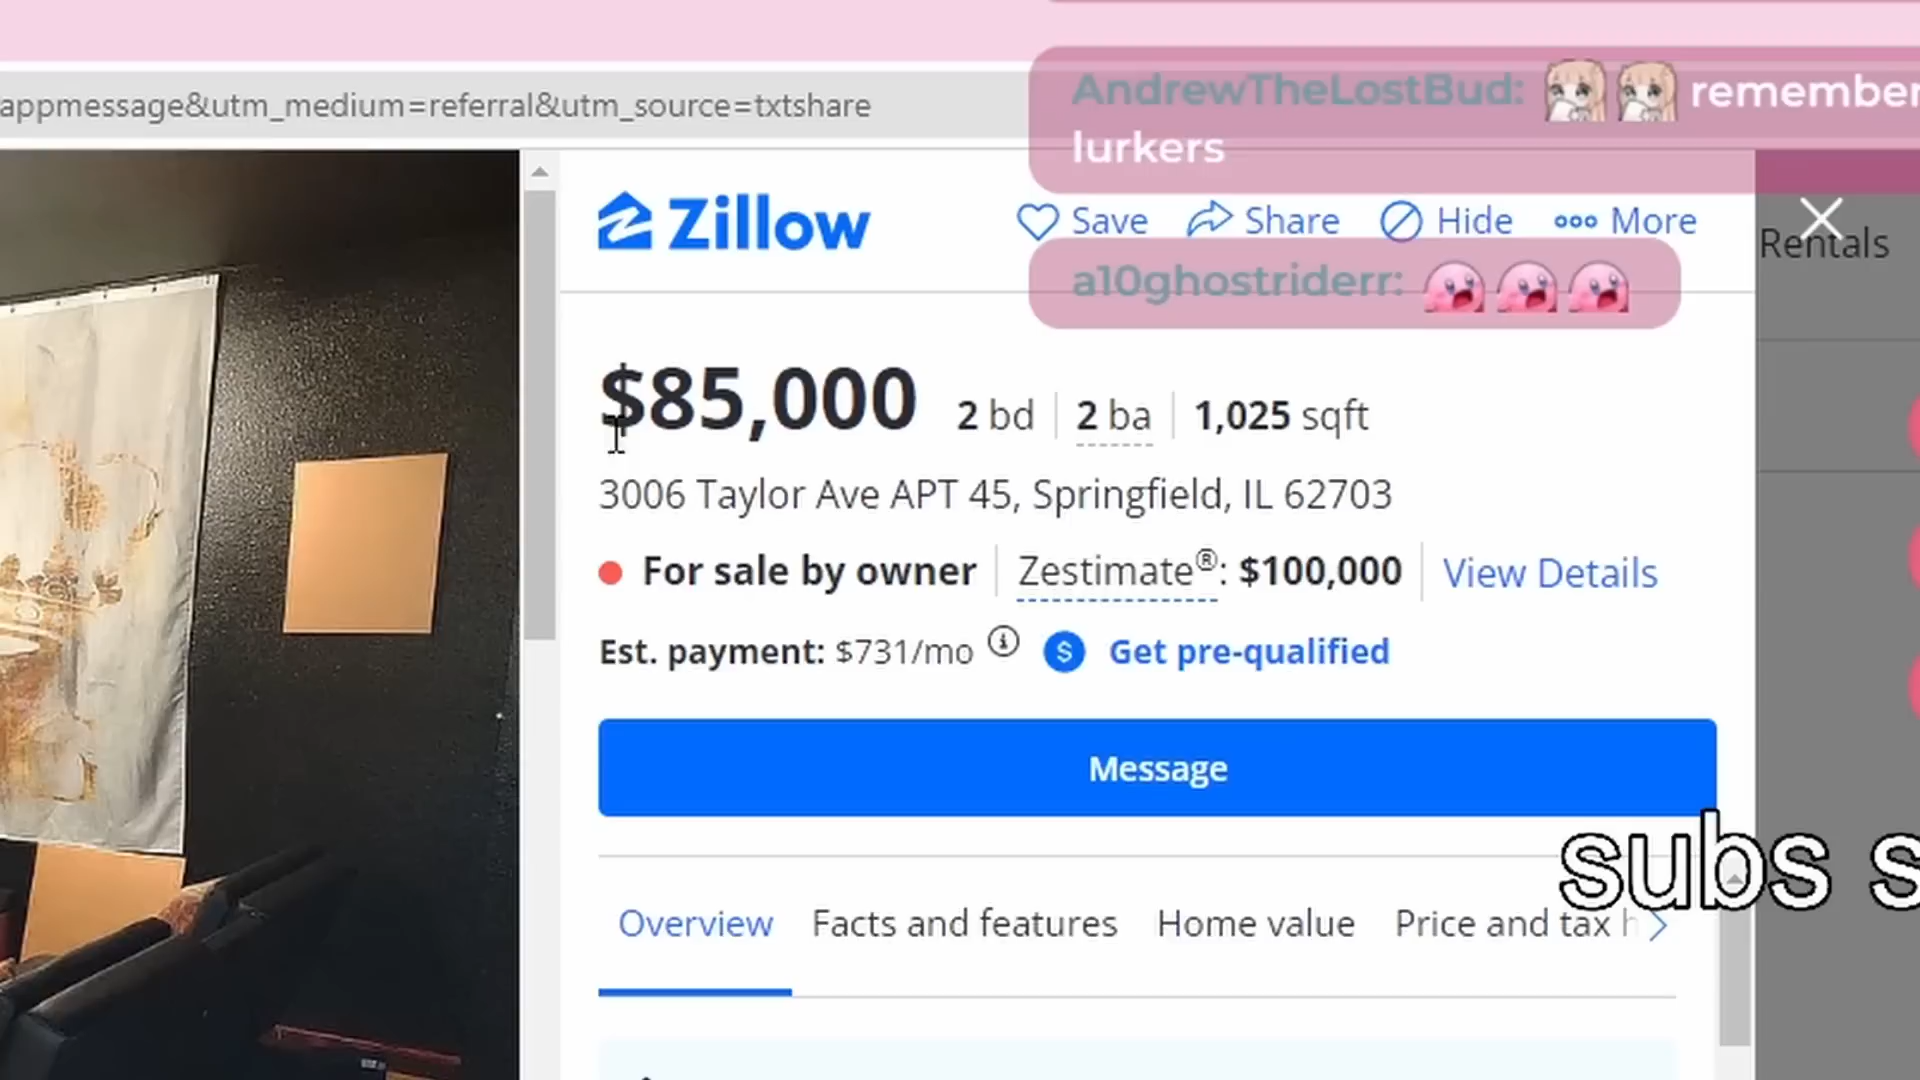 appmessage&utm_medium=referral&utm_source=txtshare
AndrewTheLostBud: remember
lurkers
Zillow
Save Share Hide More
Rentals
a10ghostriderr:
$85,000 2 bd 2 ba 1,025 sqft
3006 Taylor Ave APT 45, Springfield, IL 62703
For sale by owner Zestimate®: $100,000 View Details
Est. payment: $731/mo Get pre-qualified
Message
subs s
Overview Facts and features Home value Price and tax h